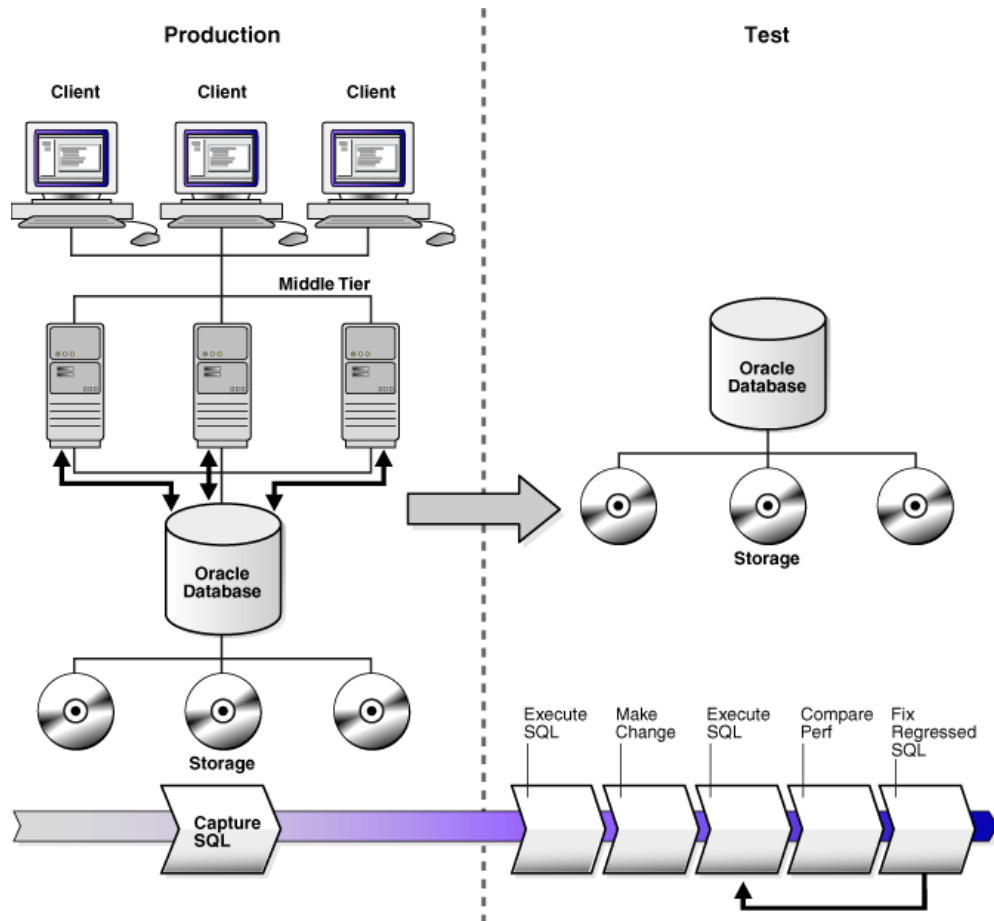 Production
Test
Client
Client
Client
Middle Tier
Oracle
Database
Oracle
Database
Storage
Storage
Execute
SQL
Make
Change
Execute
SQL
Compare
Perf
Fix
Regressed
SQL
Capture
SQL